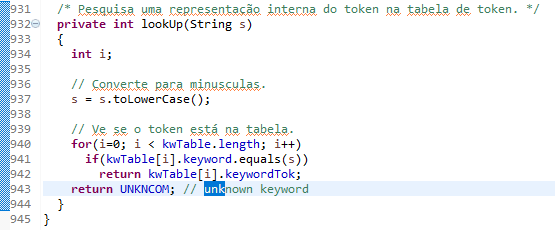 931 /* Pesquisa uma representação interna do token na tabela de token. */
932 private int lookUp(String s)
933 {
934 int i;
935
936 // Converte para minusculas.
937 s = s.toLowerCase();
938
939 // Ve se o token está na tabela.
940 for(i=0; i < kwTable.length; i++)
941 if(kwTable[i].keyword.equals(s))
942 return kwTable[i].keywordTok;
943 return UNKNCOM; // unknown keyword
944 }
945 }